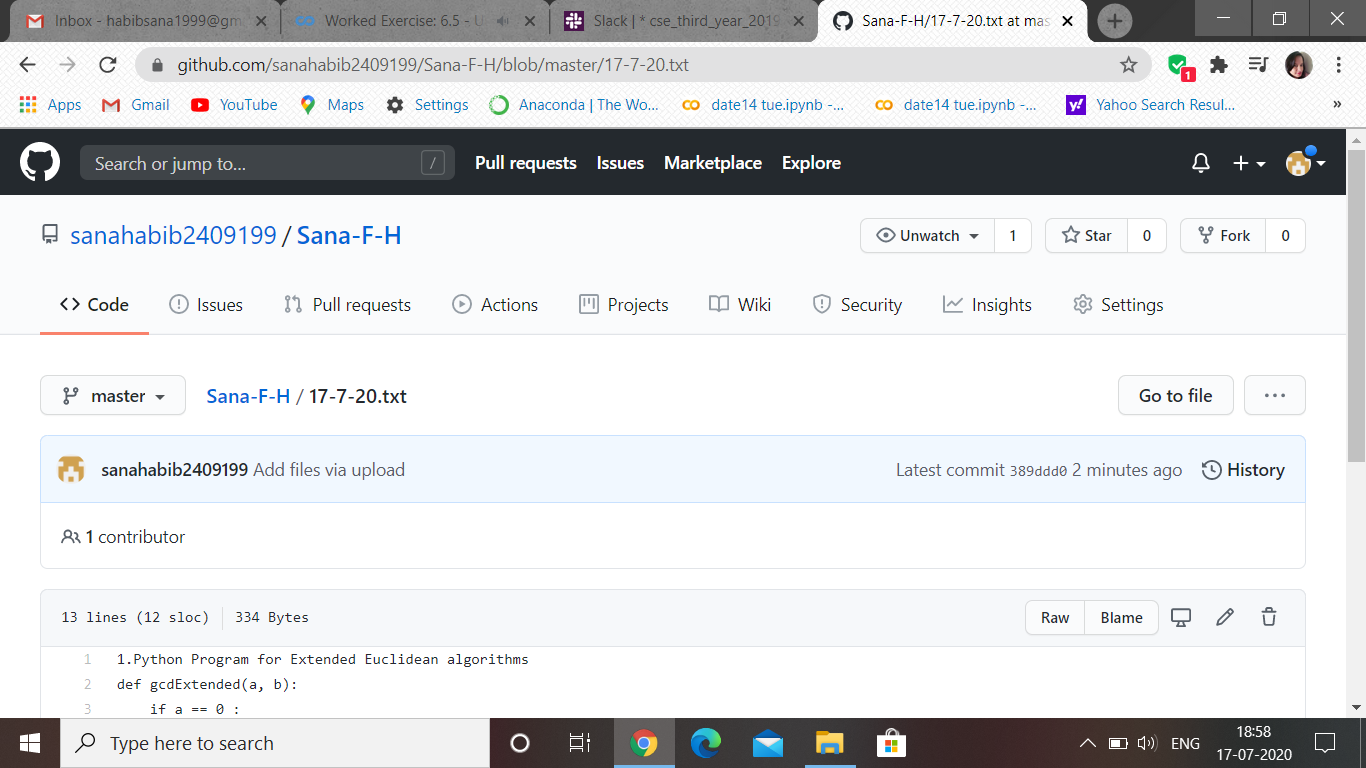 Inbox - habibsana1999@gm
Worked Exercise: 6.5 - U
Slack | * cse_third_year_2019
Sana-F-H/17-7-20.txt at mas
github.com/sanahabib2409199/Sana-F-H/blob/master/17-7-20.txt
1
Apps Gmail YouTube Maps Settings Anaconda | The Wo... date14 tue.ipynb -... date14 tue.ipynb -... Yahoo Search Resul... »
Search or jump to... / Pull requests Issues Marketplace Explore
sanahabib2409199 / Sana-F-H Unwatch 1 Star 0 Fork 0
Code Issues Pull requests Actions Projects Wiki Security Insights Settings
master Sana-F-H / 17-7-20.txt Go to file ...
sanahabib2409199 Add files via upload Latest commit 389ddd0 2 minutes ago History
1 contributor
13 lines (12 sloc) 334 Bytes Raw Blame
1 1.Python Program for Extended Euclidean algorithms
2 def gcdExtended(a, b):
3 if a == 0 :
Type here to search ENG 18:58
17-07-2020